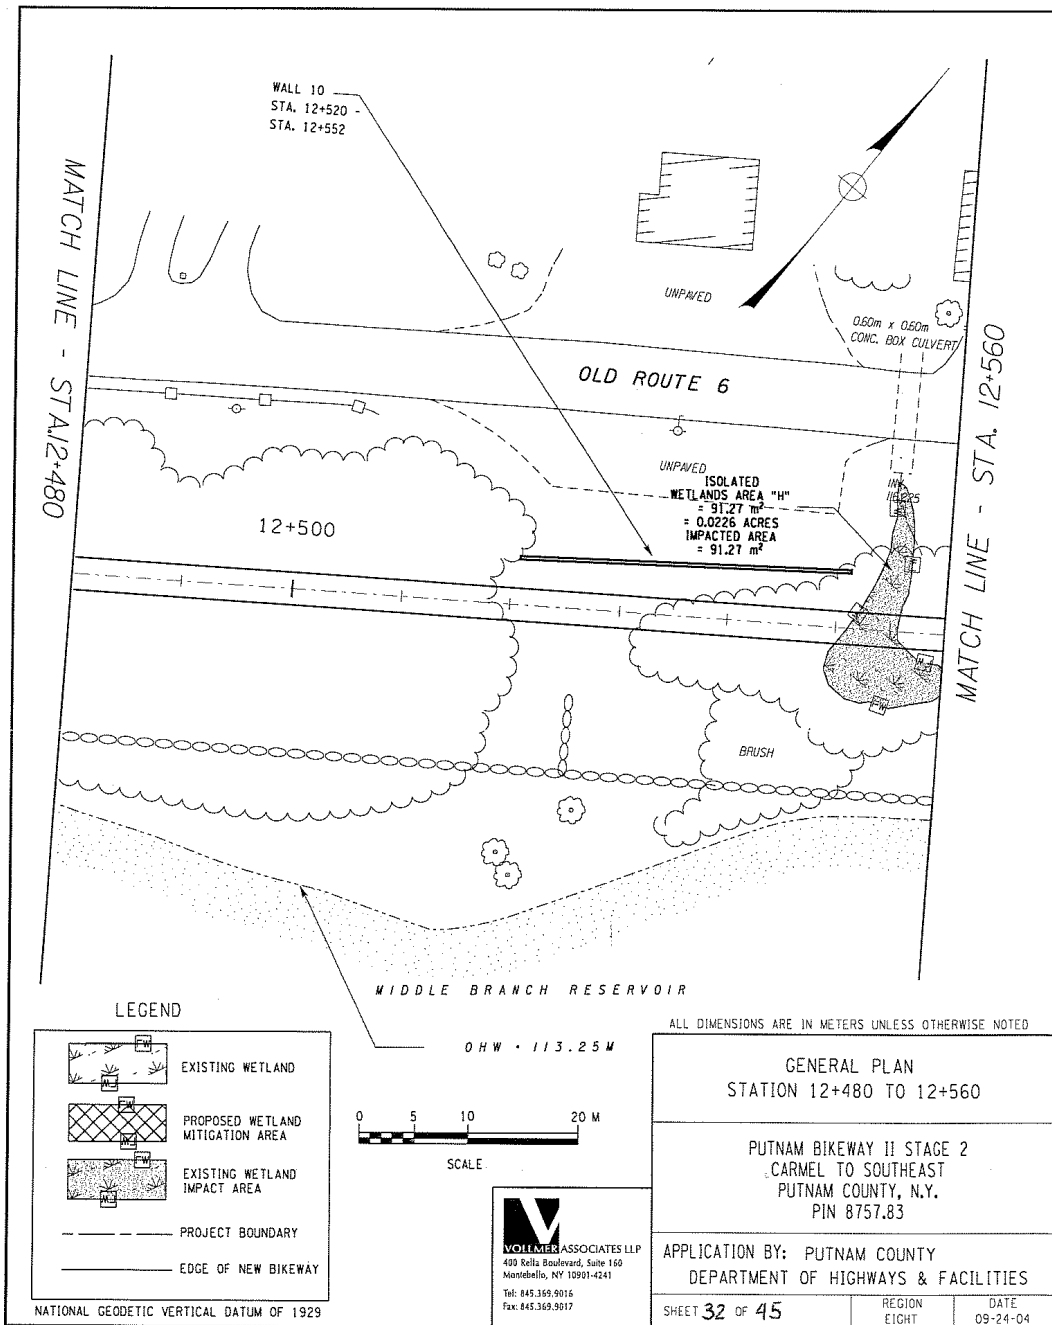 WALL 10
STA. 12+520 -
STA. 12+552
MATCH LINE - STA.12+480
UNPAVED
0.60m x 0.60m
CONC. BOX CULVERT
OLD ROUTE 6
MATCH LINE - STA. 12+560
UNPAVED
ISOLATED
WETLANDS AREA "H"
= 91.27 m²
= 0.0226 ACRES
IMPACTED AREA
= 91.27 m²
INV.
12+500
FW
BRUSH
MIDDLE BRANCH RESERVOIR
OHW • 113.25M
LEGEND
FW
EXISTING WETLAND
FW
PROPOSED WETLAND
MITIGATION AREA
FW
EXISTING WETLAND
IMPACT AREA
PROJECT BOUNDARY
EDGE OF NEW BIKEWAY
NATIONAL GEODETIC VERTICAL DATUM OF 1929
0 5 10 20 M
SCALE
VOLLMER ASSOCIATES LLP
400 Rella Boulevard, Suite 160
Montebello, NY 10901-4241
Tel: 845.369.9016
Fax: 845.369.9017
ALL DIMENSIONS ARE IN METERS UNLESS OTHERWISE NOTED
GENERAL PLAN
STATION 12+480 TO 12+560
PUTNAM BIKEWAY II STAGE 2
CARMEL TO SOUTHEAST
PUTNAM COUNTY, N.Y.
PIN 8757.83
APPLICATION BY: PUTNAM COUNTY
DEPARTMENT OF HIGHWAYS & FACILITIES
SHEET 32 OF 45
REGION
EIGHT
DATE
09-24-04